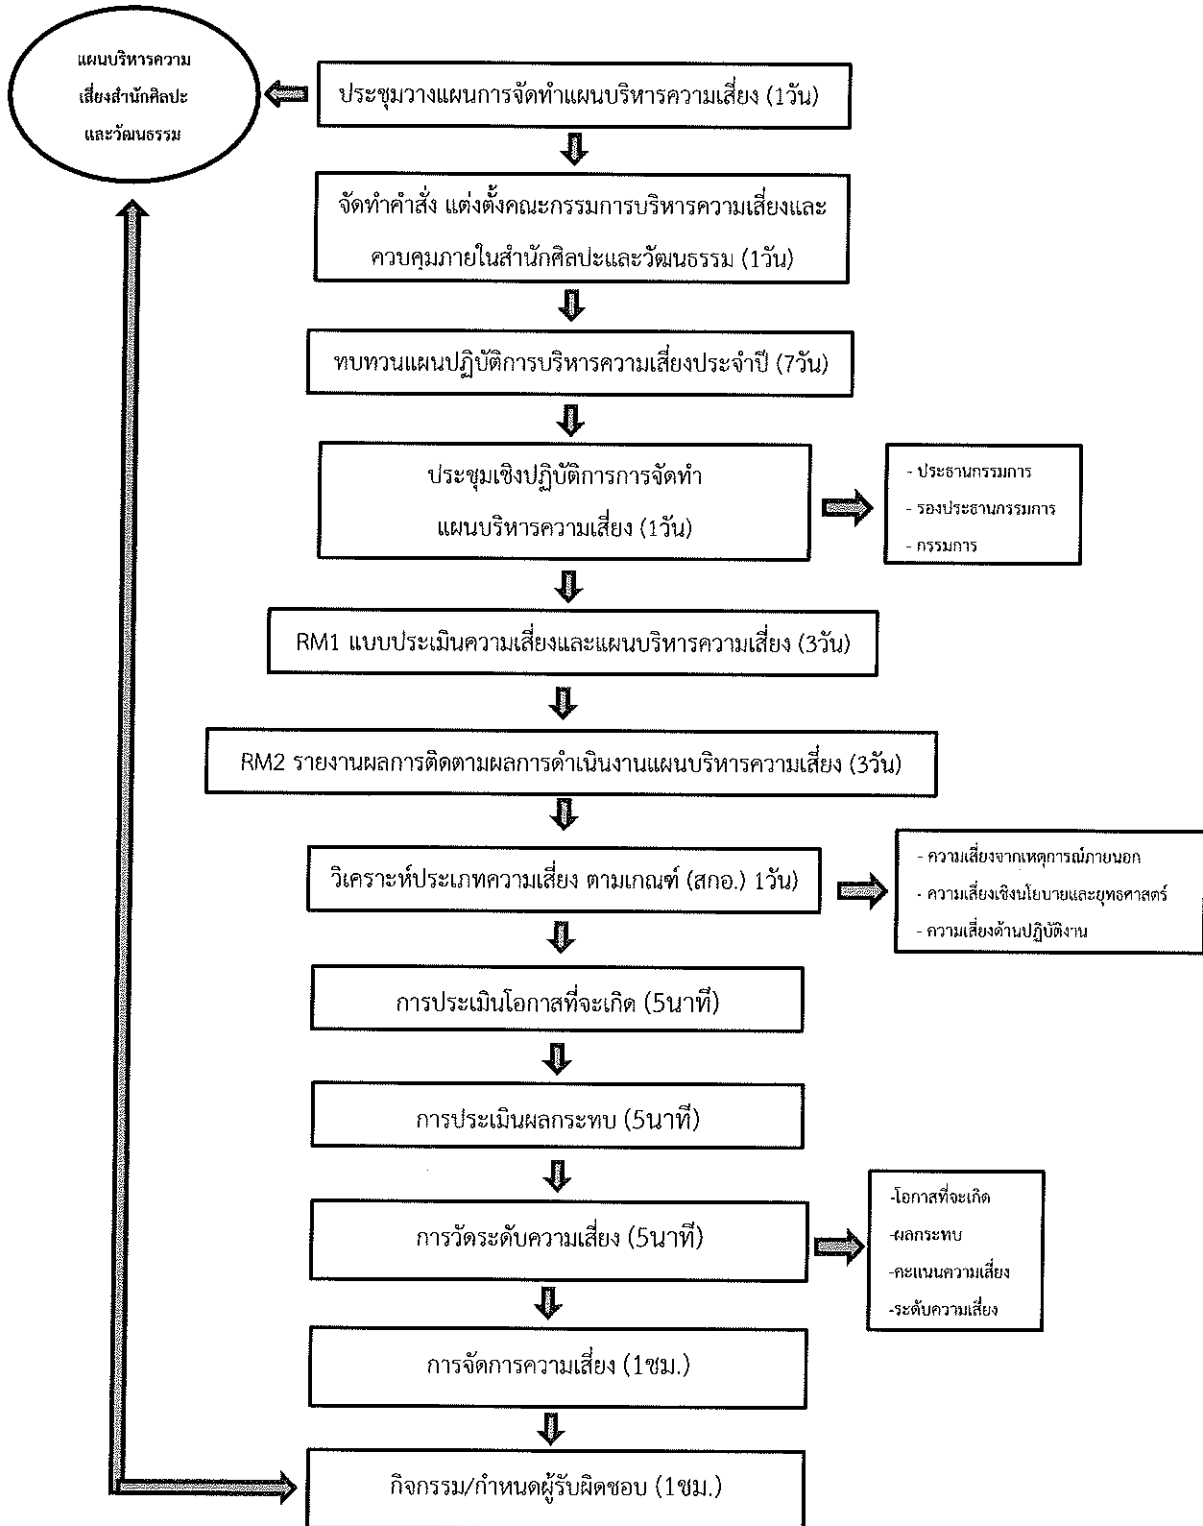 แผนบริหารความ
เสี่ยงสำนักศิลปะ
และวัฒนธรรม
ประชุมวางแผนการจัดทำแผนบริหารความเสี่ยง (1วัน)
จัดทำคำสั่ง แต่งตั้งคณะกรรมการบริหารความเสี่ยงและ
ควบคุมภายในสำนักศิลปะและวัฒนธรรม (1วัน)
ทบทวนแผนปฏิบัติการบริหารความเสี่ยงประจำปี (7วัน)
ประชุมเชิงปฏิบัติการการจัดทำ
แผนบริหารความเสี่ยง (1วัน)
- ประธานกรรมการ
- รองประธานกรรมการ
- กรรมการ
RM1 แบบประเมินความเสี่ยงและแผนบริหารความเสี่ยง (3วัน)
RM2 รายงานผลการติดตามผลการดำเนินงานแผนบริหารความเสี่ยง (3วัน)
วิเคราะห์ประเภทความเสี่ยง ตามเกณฑ์ (สกอ.) 1วัน)
- ความเสี่ยงจากเหตุการณ์ภายนอก
- ความเสี่ยงเชิงนโยบายและยุทธศาสตร์
- ความเสี่ยงด้านปฏิบัติงาน
การประเมินโอกาสที่จะเกิด (5นาที)
การประเมินผลกระทบ (5นาที)
การวัดระดับความเสี่ยง (5นาที)
-โอกาสที่จะเกิด
-ผลกระทบ
-คะแนนความเสี่ยง
-ระดับความเสี่ยง
การจัดการความเสี่ยง (1ชม.)
กิจกรรม/กำหนดผู้รับผิดชอบ (1ชม.)